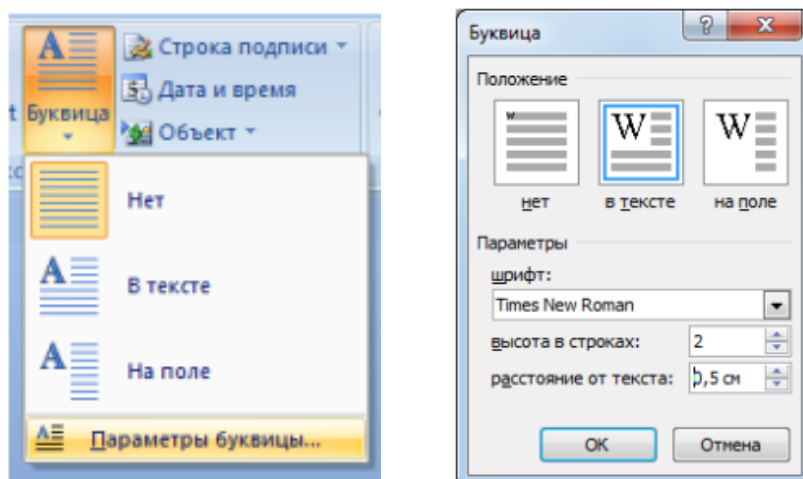 Строка подписи
Дата и время
t Буквица
Объект
Нет
В тексте
На поле
Параметры буквицы...
Буквица
Положение
нет в тексте на поле
Параметры
шрифт:
Times New Roman
высота в строках: 2
расстояние от текста: 0,5 см
ОК Отмена